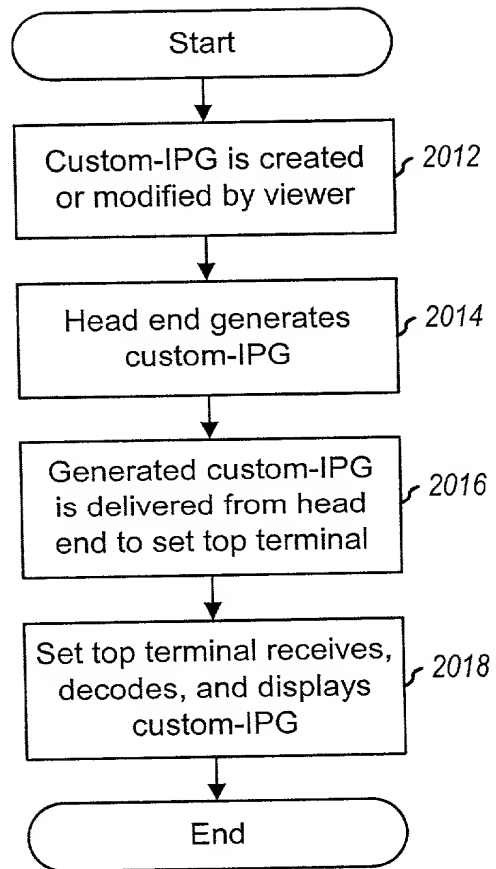 Start
Custom-IPG is created
or modified by viewer
2012
Head end generates
custom-IPG
2014
Generated custom-IPG
is delivered from head
end to set top terminal
2016
Set top terminal receives,
decodes, and displays
custom-IPG
2018
End